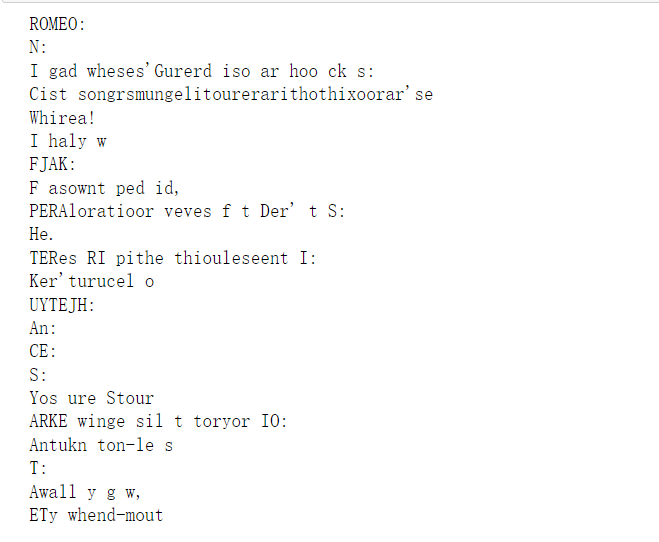 ROMEO:
N:
I gad wheses'Gurerd iso ar hoo ck s:
Cist songrsmungelitourerarithothixoorar'se
Whirea!
I haly w
FJAK:
F asownt ped id,
PERAloratioor veves f t Der' t S:
He.
TERes RI pithe thiouleseent I:
Ker'turucel o
UYTEJH:
An:
CE:
S:
Yos ure Stour
ARKE winge sil t toryor IO:
Antukn ton-le s
T:
Awall y g w,
ETy whend-mout